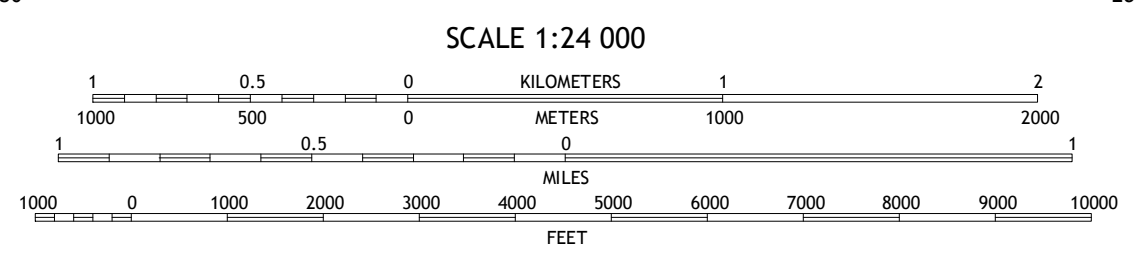 SCALE 1:24 000
1 0.5 0 KILOMETERS 1 2
1000 500 0 METERS 1000 2000
1 0.5 0 1
MILES
1000 0 1000 2000 3000 4000 5000 6000 7000 8000 9000 10000
FEET